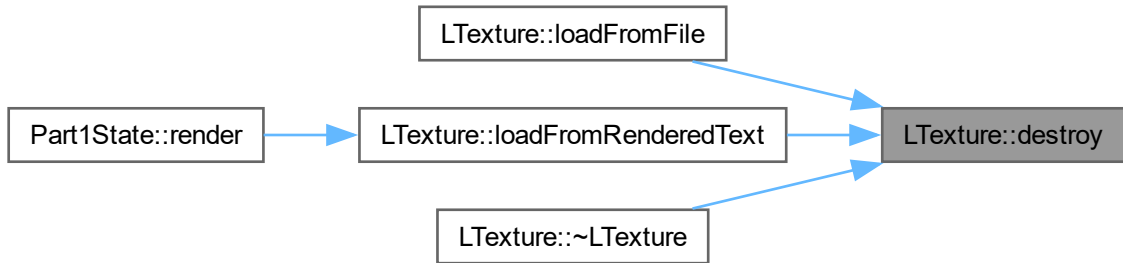 LTexture::loadFromFile
Part1State::render
LTexture::loadFromRenderedText
LTexture::destroy
LTexture::~LTexture